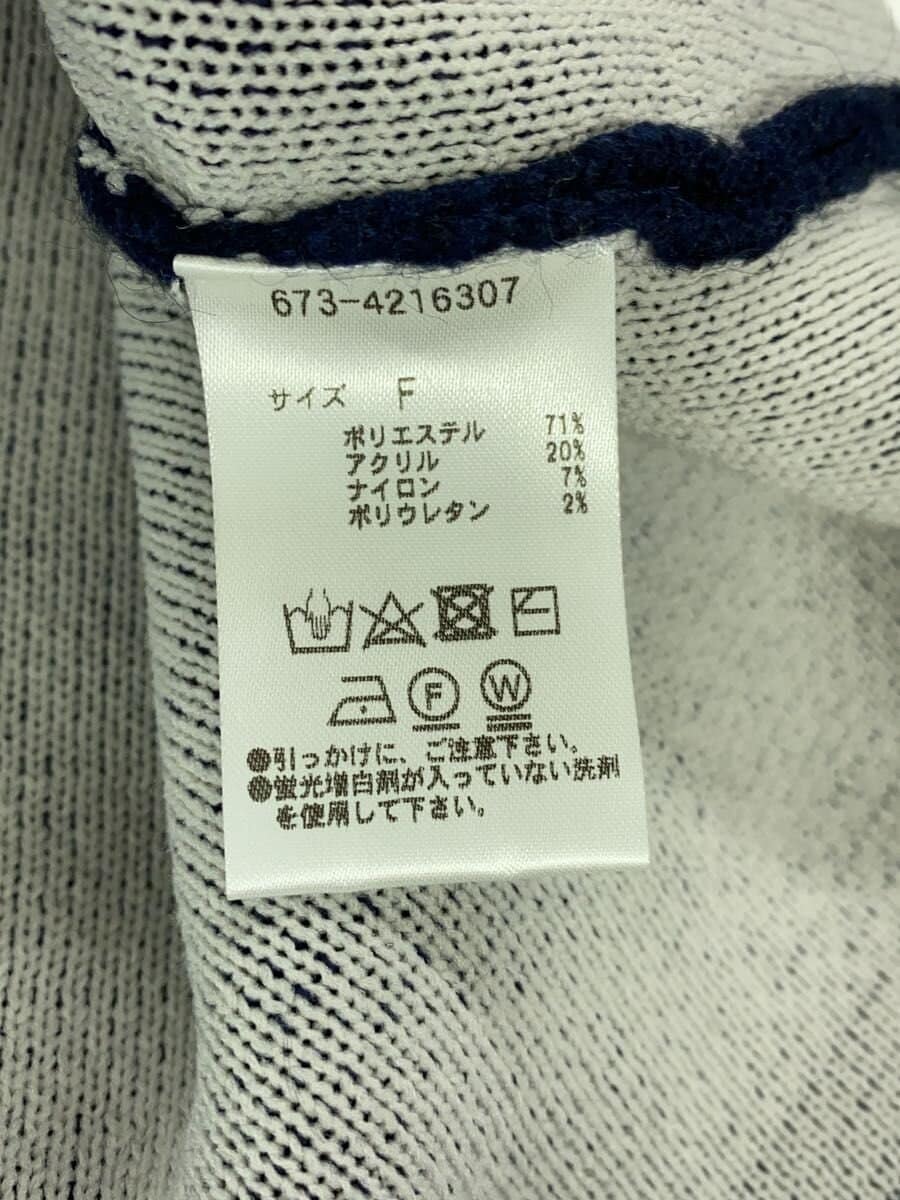 673-4216307
サイズ F
ポリエステル 71%
アクリル 20%
ナイロン 7%
ポリウレタン 2%
F W
●引っかけに、ご注意下さい。
●蛍光増白剤が入っていない洗剤
を使用して下さい。